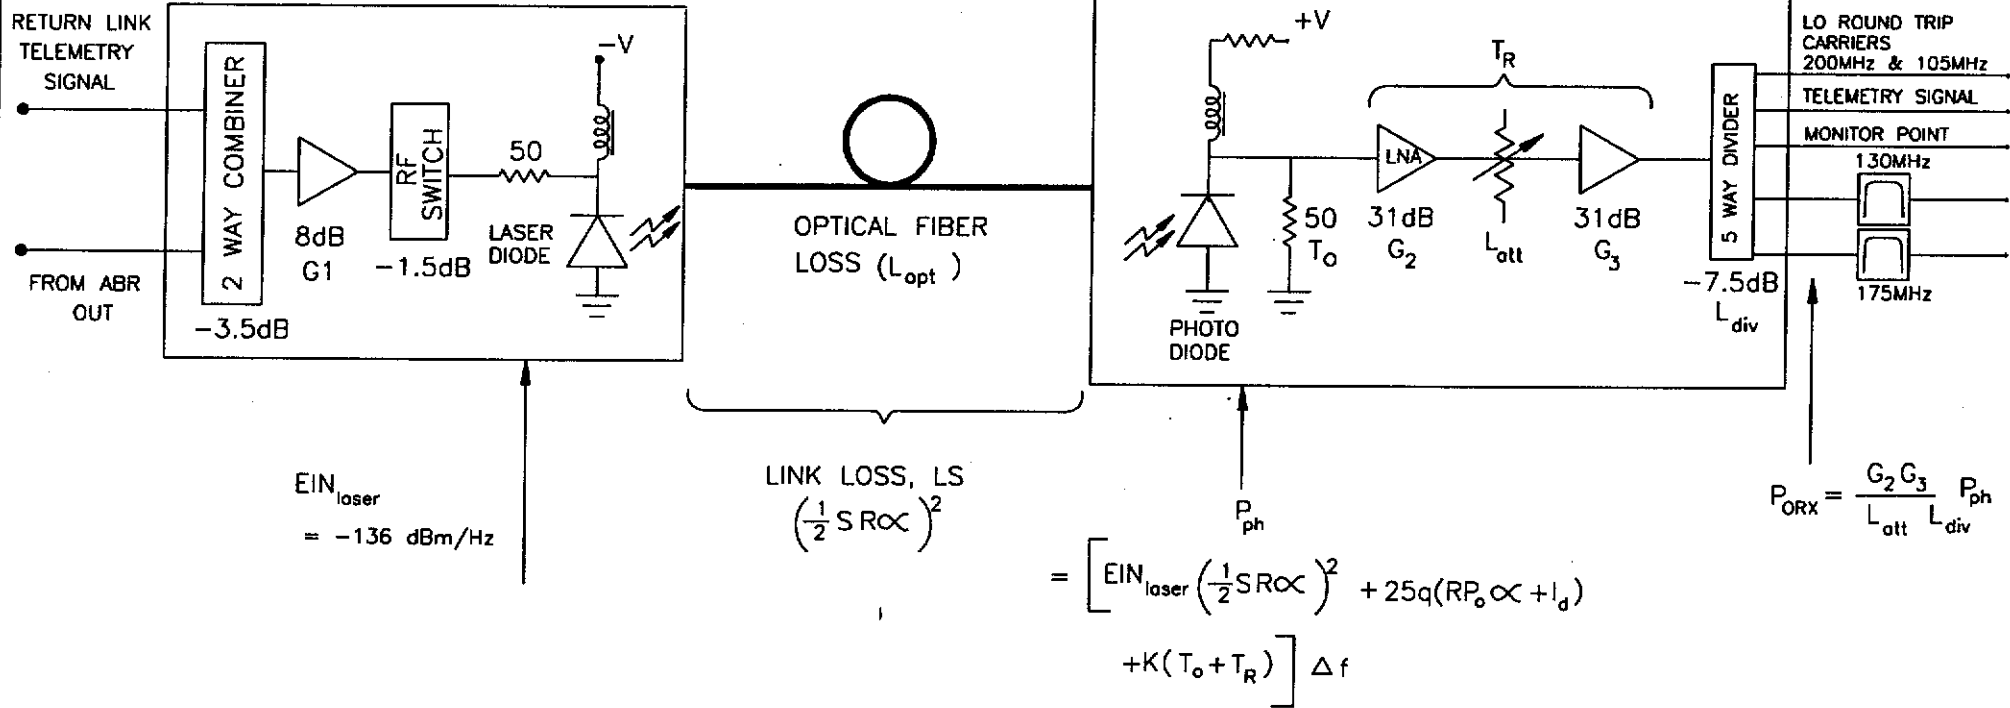 RETURN LINK
TELEMETRY
SIGNAL
FROM ABR
OUT
2 WAY COMBNER
-3.5dB
8dB
G1
RF
SWITCH
-1.5dB
50
-V
LASER
DIODE
OPTICAL FIBER
LOSS (L_opt )
+V
PHOTO
DIODE
50
T_O
T_R
LNA
31dB
G_2
L_att
31dB
G_3
5 WAY DIVIDER
-7.5dB
L_div
LO ROUND TRIP
CARRIERS
200MHz & 105MHz
TELEMETRY SIGNAL
MONITOR POINT
130MHz
175MHz
EIN_laser
= -136 dBm/Hz
LINK LOSS, LS
(1/2 SR∝)^2
P_ph
= [EIN_laser (1/2 SR∝)^2 +25q(RP_o ∝+I_d)
+K(T_o+T_R)] Δf
P_ORX = G_2 G_3 / L_att L_div P_ph